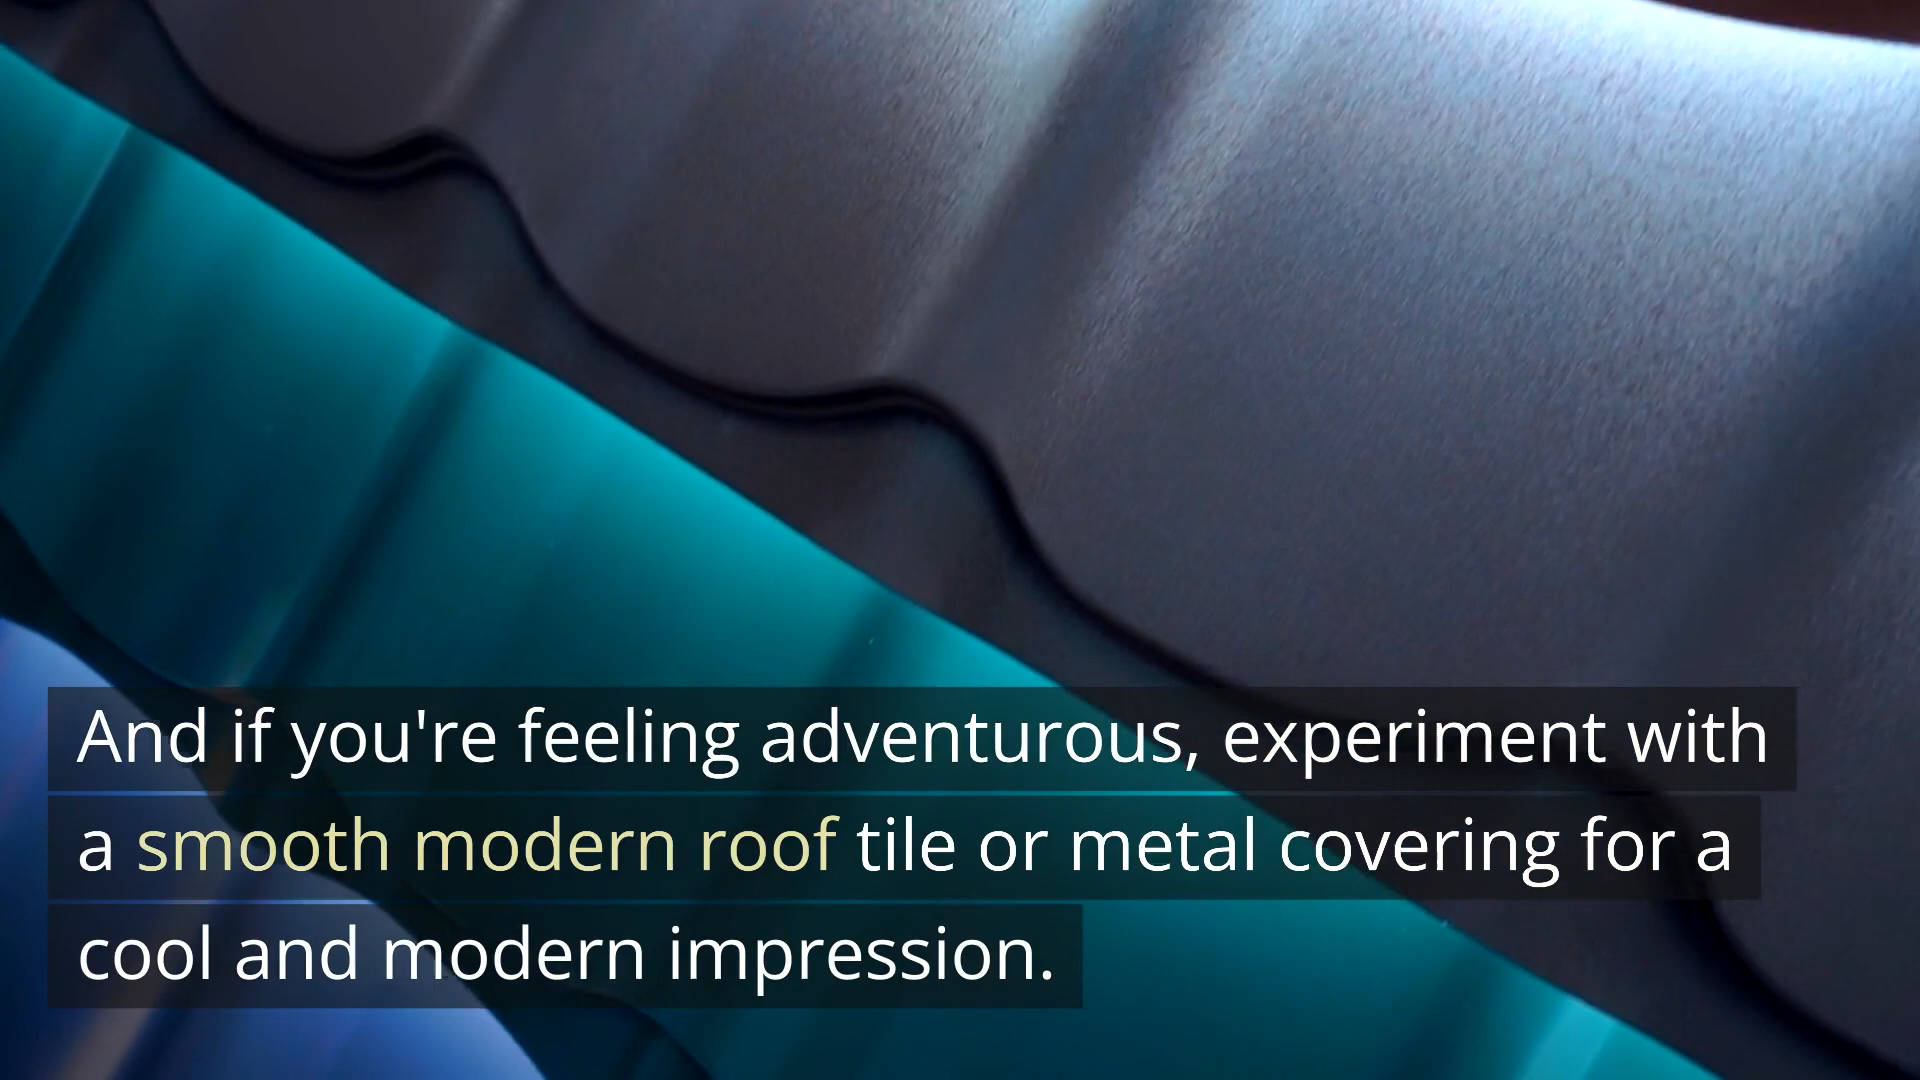 And if you're feeling adventurous, experiment with
a smooth modern roof tile or metal covering for a
cool and modern impression.